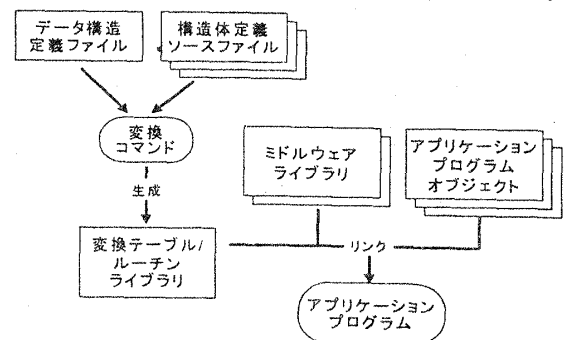 データ構造
定義ファイル
構造体定義
ソースファイル
変換
コマンド
生成
ミドルウェア
ライブラリ
アプリケーション
プログラム
オブジェクト
変換テーブル/
ルーチン
ライブラリ
リンク
アプリケーション
プログラム